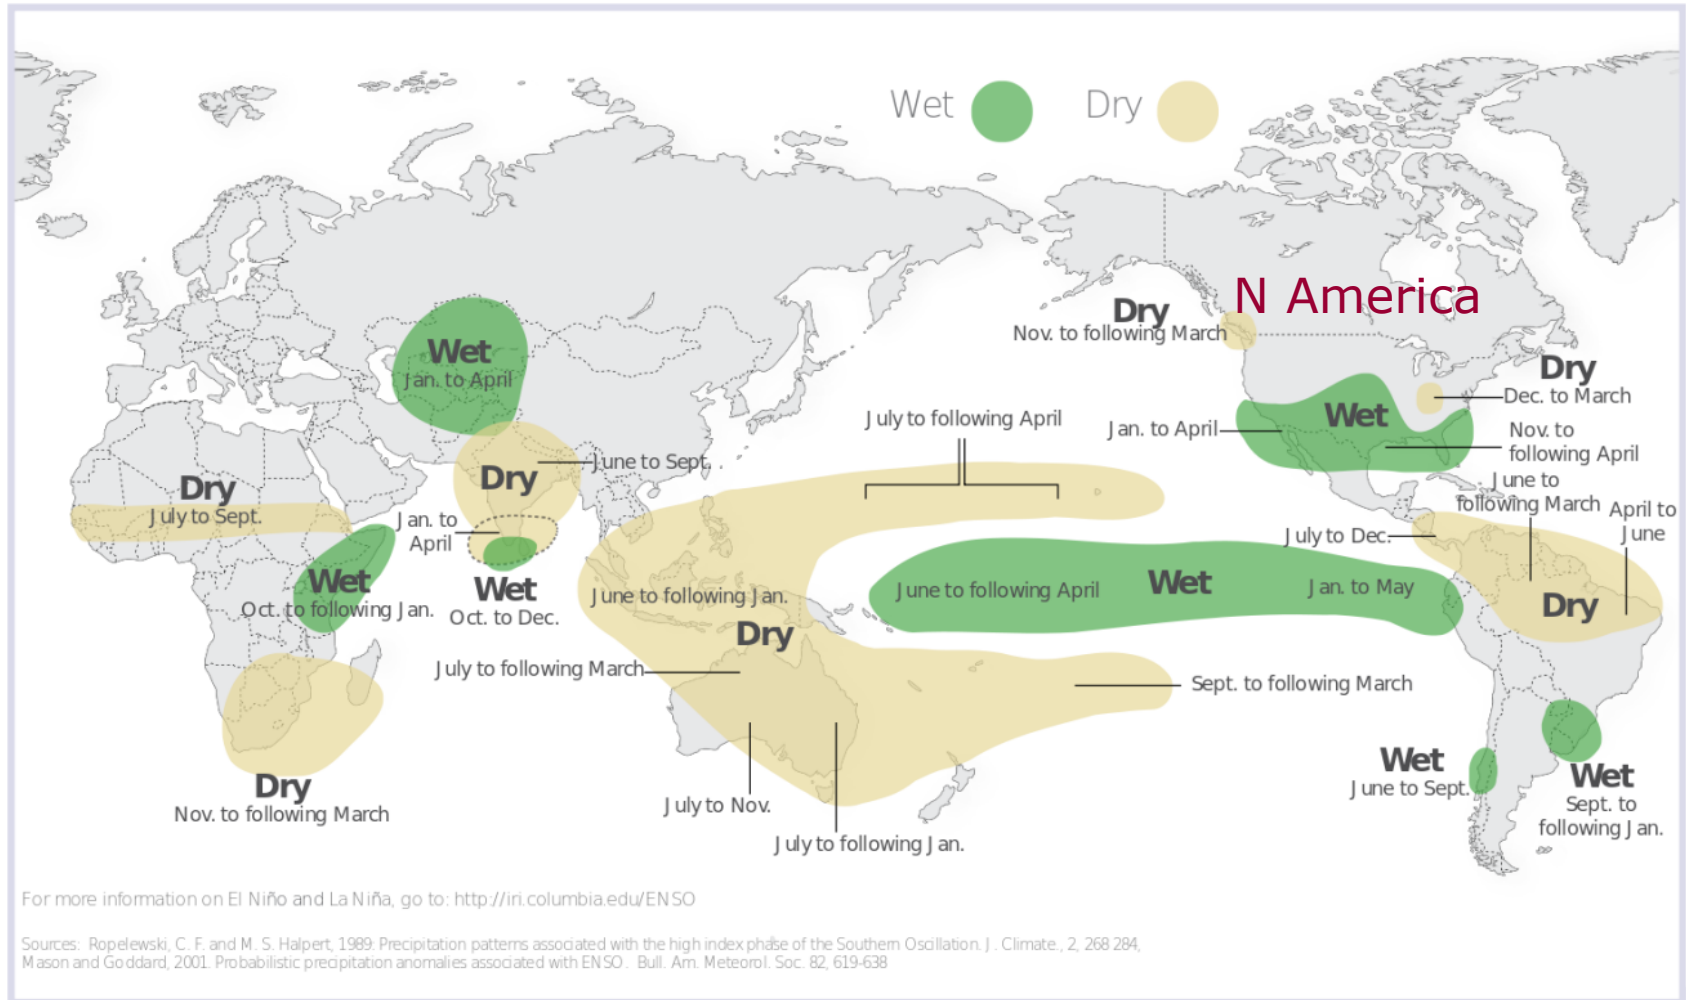 Wet
Dry
N America
Dry
Nov. to following March
Wet
Jan. to April
Dry
Dec. to March
Wet
Jan. to April
July to following April
Nov. to
following April
Dry
June to Sept.
Dry
July to Sept.
June to
following March
April to
June
Jan. to
April
July to Dec.
Wet
Oct. to following Jan.
Wet
Oct. to Dec.
June to following Jan.
Dry
June to following April
Wet
Jan. to May
Dry
July to following March
Sept. to following March
Dry
Nov. to following March
July to Nov.
July to following Jan.
Wet
June to Sept.
Wet
Sept. to
following Jan.
For more information on El Niño and La Niña, go to: http://iri.columbia.edu/ENSO
Sources: Ropelewski, C. F. and M. S. Halpert, 1989: Precipitation patterns associated with the high index phase of the Southern Oscillation. J. Climate., 2, 268 284,
Mason and Goddard, 2001. Probabilistic precipitation anomalies associated with ENSO. Bull. Am. Meteorol. Soc. 82, 619-638